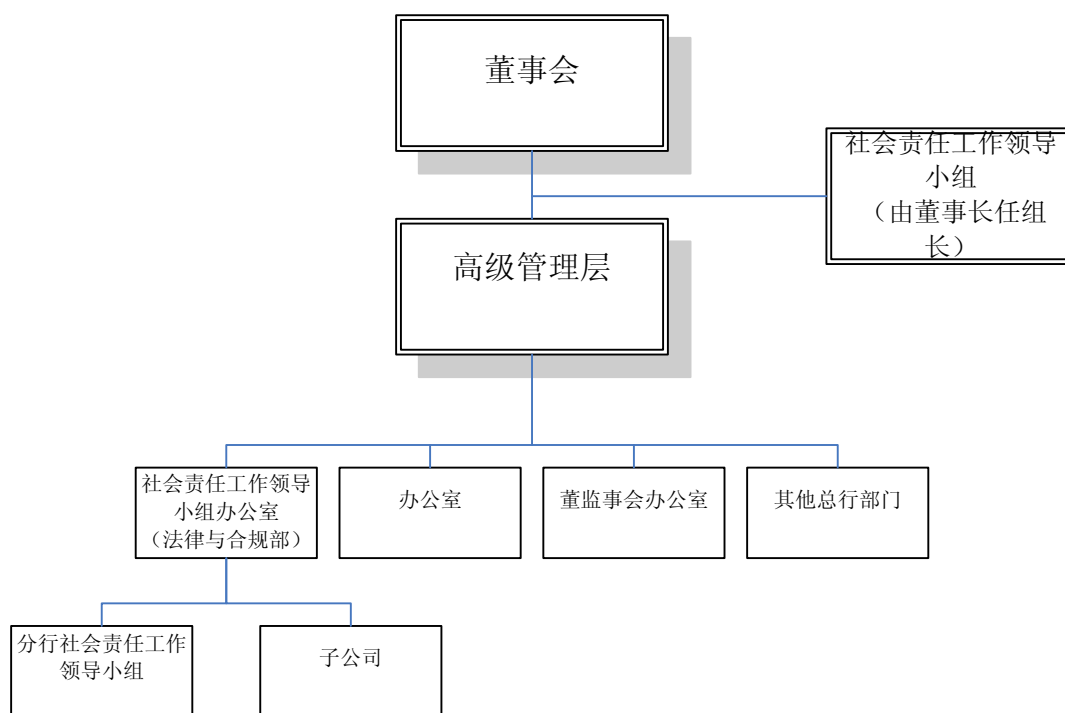 董事会
社会责任工作领导
小组
（由董事长任组
长）
高级管理层
社会责任工作领导
小组办公室
（法律与合规部）
办公室
董监事会办公室
其他总行部门
分行社会责任工作
领导小组
子公司